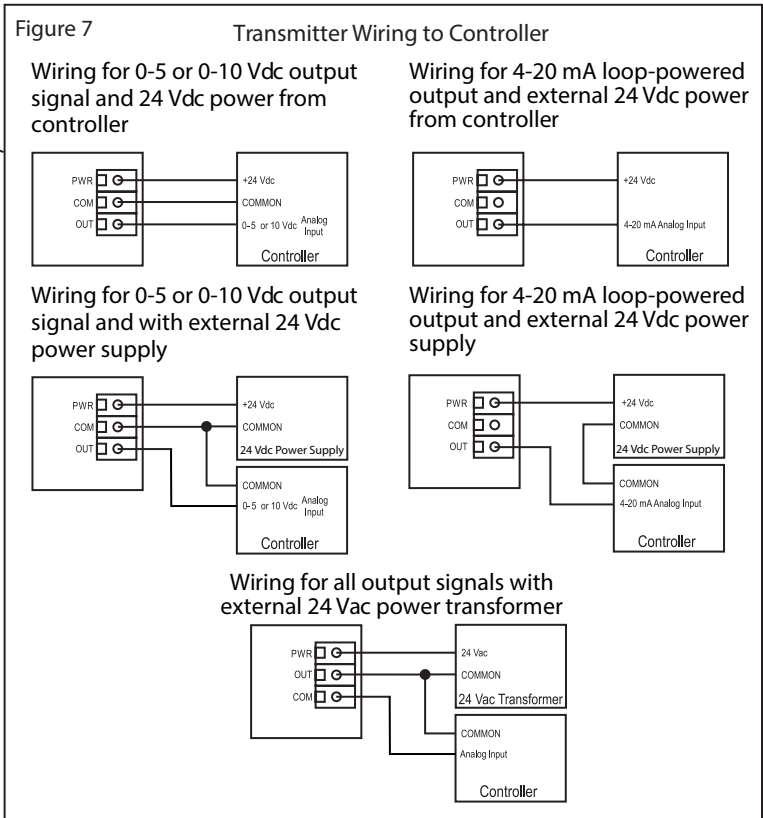 Figure 7
Transmitter Wiring to Controller
Wiring for 0-5 or 0-10 Vdc output
signal and 24 Vdc power from
controller
PWR
COM
OUT
+24 Vdc
COMMON
0-5 or 10 Vdc Analog
Input
Controller
Wiring for 4-20 mA loop-powered
output and external 24 Vdc power
from controller
PWR
COM
OUT
+24 Vdc
4-20 mA Analog Input
Controller
Wiring for 0-5 or 0-10 Vdc output
signal and with external 24 Vdc
power supply
PWR
COM
OUT
+24 Vdc
COMMON
24 Vdc Power Supply
COMMON
0-5 or 10 Vdc Analog
Input
Controller
Wiring for 4-20 mA loop-powered
output and external 24 Vdc power
supply
PWR
COM
OUT
+24 Vdc
COMMON
24 Vdc Power Supply
COMMON
4-20 mA Analog Input
Controller
Wiring for all output signals with
external 24 Vac power transformer
PWR
OUT
COM
24 Vac
COMMON
24 Vac Transformer
COMMON
Analog Input
Controller